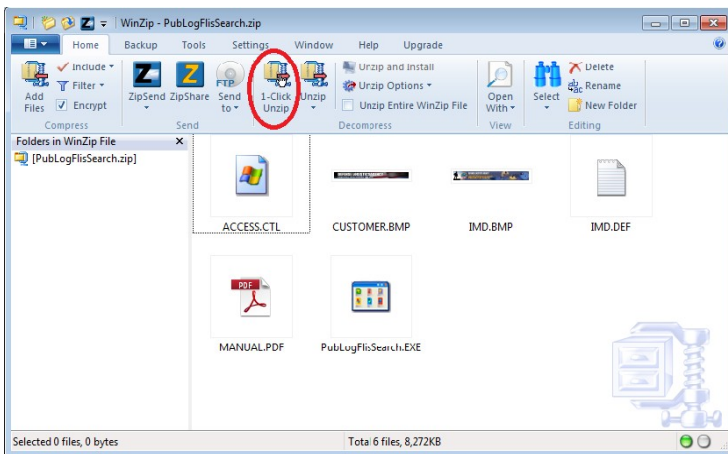 WinZip - PubLogFlisSearch.zip
Home Backup Tools Settings Window Help Upgrade
Add Files
Include
Filter
Encrypt
ZipSend
ZipShare
FTP
Send to
1-Click Unzip
Unzip
Unzip and Install
Unzip Options
Unzip Entire WinZip File
Open With
Select
Delete
abc Rename
New Folder
Compress Send Decompress View Editing
Folders in WinZip File
[PubLogFlisSearch.zip]
ACCESS.CTL CUSTOMER.BMP IMD.BMP IMD.DEF
PDF
MANUAL.PDF PubLogFlisSearch.EXE
Selected 0 files, 0 bytes Total 6 files, 8,272KB